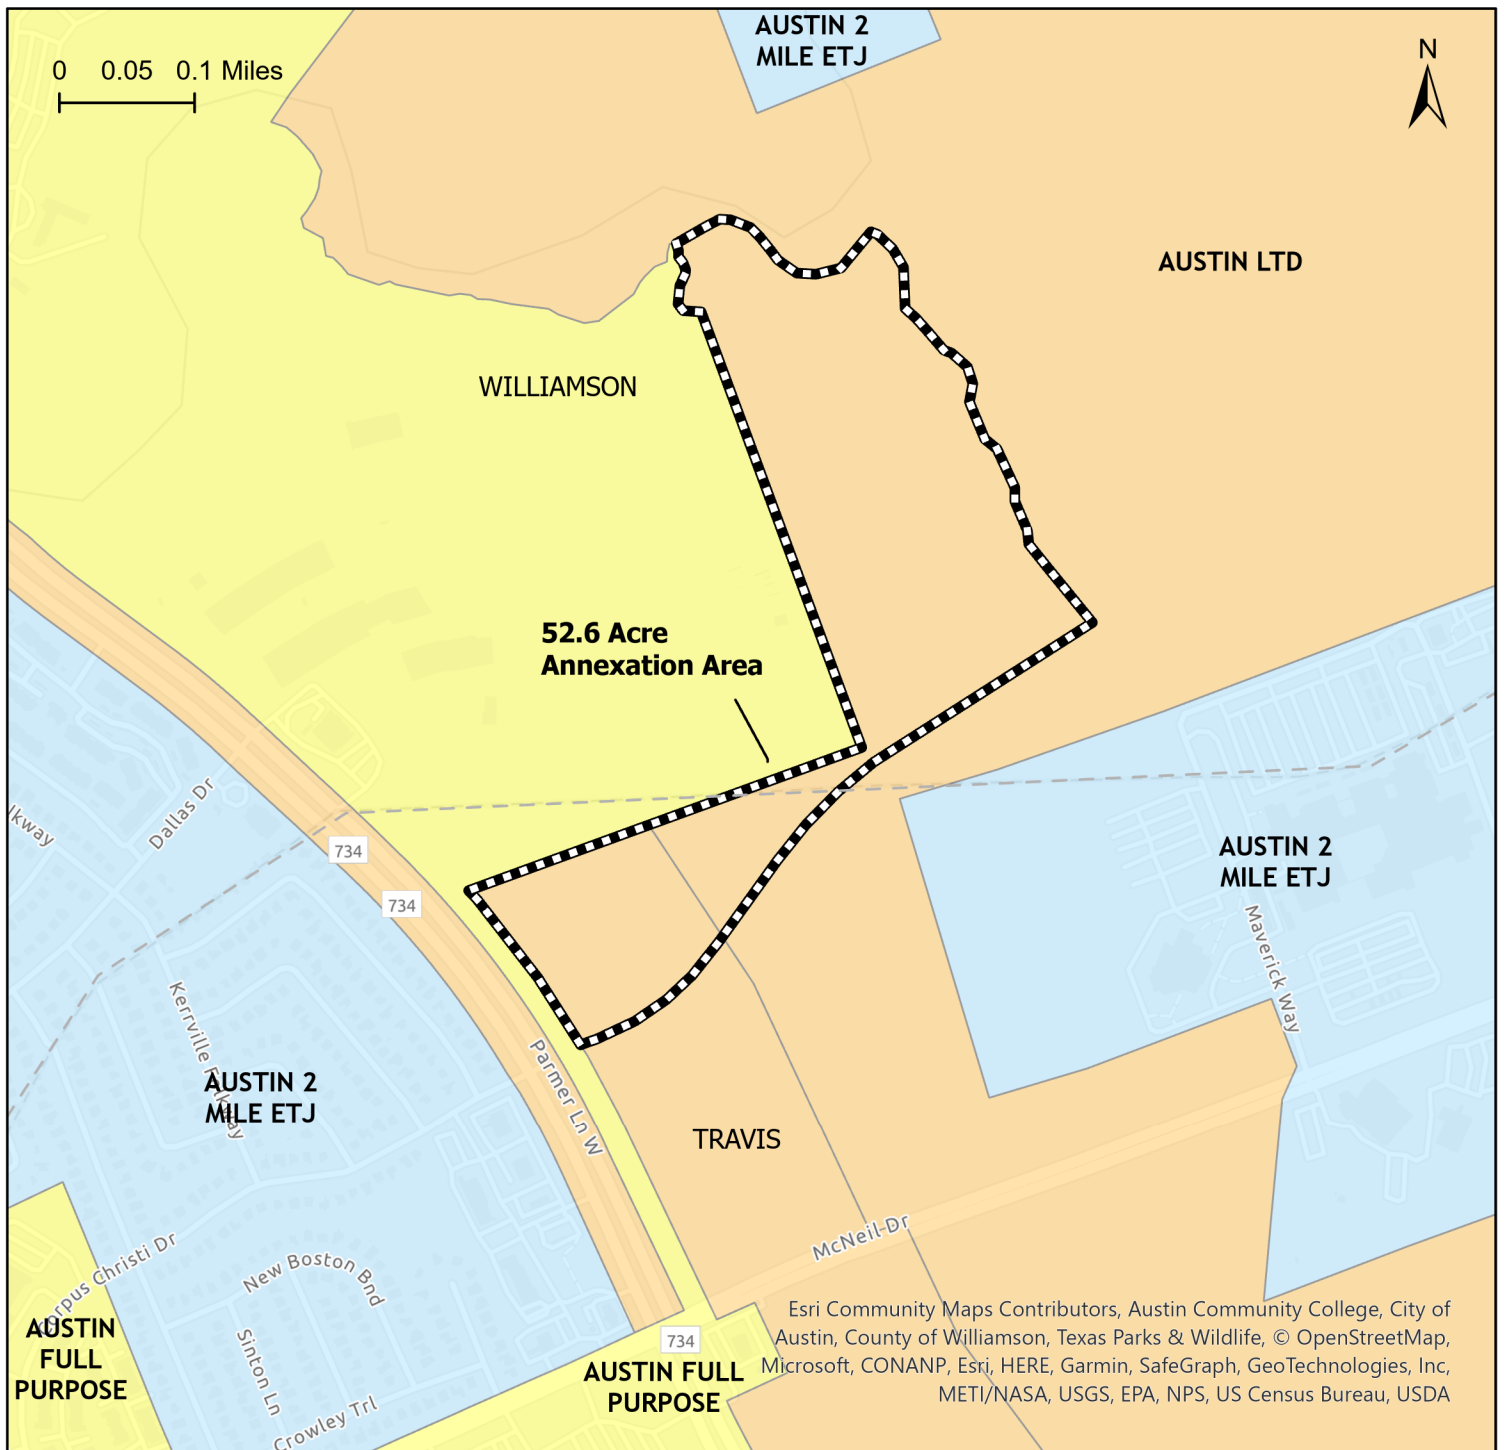 AUSTIN 2
MILE ETJ
0 0.05 0.1 Miles
N
AUSTIN LTD
WILLIAMSON
52.6 Acre
Annexation Area
Dallas Dr
lkway
734
734
AUSTIN 2
MILE ETJ
Maverick Way
Kerrville Pkwy
AUSTIN 2
MILE ETJ
Parmer Ln W
TRAVIS
McNeil Dr
Corpus Christi Dr
New Boston Bnd
Sinton Ln
Crowley Trl
AUSTIN
FULL
PURPOSE
734
AUSTIN FULL
PURPOSE
Esri Community Maps Contributors, Austin Community College, City of
Austin, County of Williamson, Texas Parks & Wildlife, © OpenStreetMap,
Microsoft, CONANP, Esri, HERE, Garmin, SafeGraph, GeoTechnologies, Inc,
METI/NASA, USGS, EPA, NPS, US Census Bureau, USDA